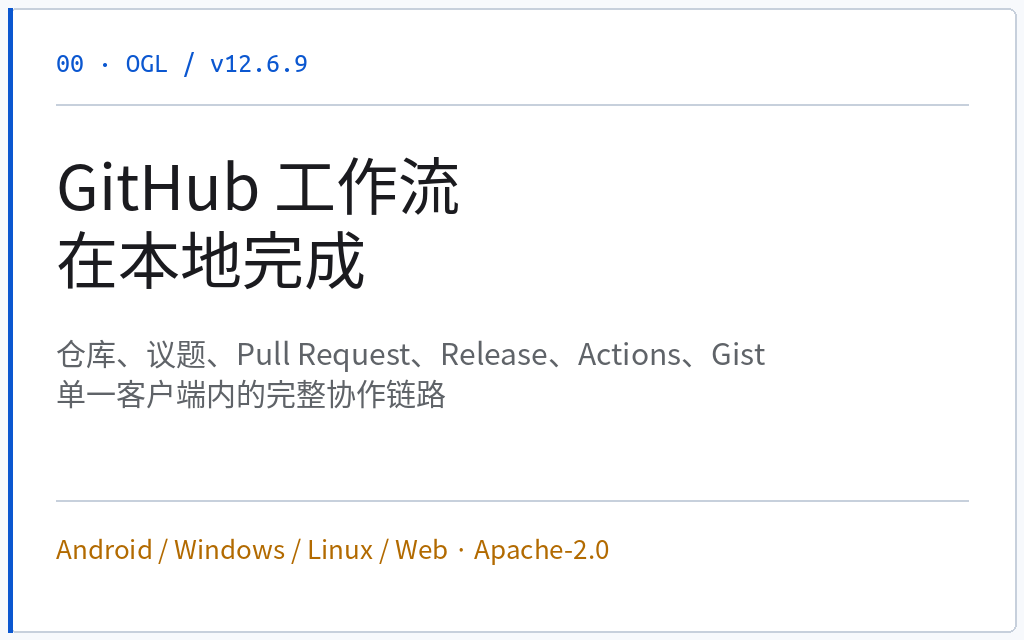 00 · OGL / v12.6.9
GitHub 工作流
在本地完成
仓库、议题、Pull Request、Release、Actions、Gist
单一客户端内的完整协作链路
Android / Windows / Linux / Web · Apache-2.0